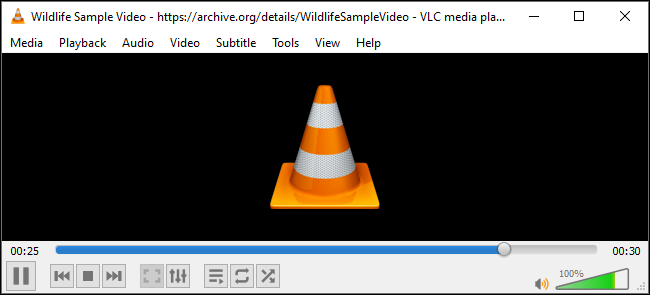 Wildlife Sample Video - https://archive.org/details/WildlifeSampleVideo - VLC media pla...
Media Playback Audio Video Subtitle Tools View Help
00:25 00:30
100%